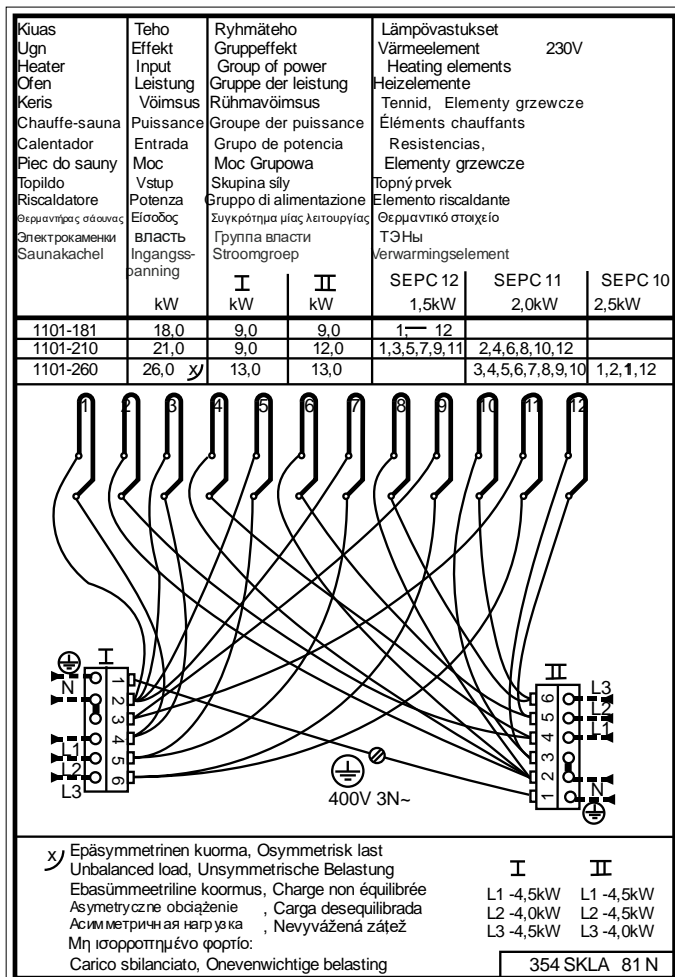 Kiuas Teho Ryhmäteho Lämpövastukset
Ugn Effekt Gruppeffekt Värmeelement 230V
Heater Input Group of power Heating elements
Ofen Leistung Gruppe der leistung Heizelemente
Keris Vöimsus Rühmavöimsus Tennid, Elementy grzewcze
Chauffe-sauna Puissance Groupe der puissance Éléments chauffants
Calentador Entrada Grupo de potencia Resistencias,
Piec do sauny Moc Moc Grupowa Elementy grzewcze
Topildo Vstup Skupina síly Topný prvek
Riscaldatore Potenza Gruppo di alimentazione Elemento riscaldante
Θερμαντήρας σάουνας Είσοδος Συγκρότημα μίας λειτουργίας Θερμαντικό στοιχείο
Электрокаменки власть Группа власти ТЭНы
Saunakachel Ingangss- Stroomgroep Verwarmingselement
panning
I II SEPC 12 SEPC 11 SEPC 10
kW kW kW 1,5kW 2,0kW 2,5kW
1101-181 18,0 9,0 9,0 1, — 12
1101-210 21,0 9,0 12,0 1,3,5,7,9,11 2,4,6,8,10,12
1101-260 26,0 x) 13,0 13,0 3,4,5,6,7,8,9,10 1,2,11,12
1 2 3 4 5 6 7 8 9 10 11 12
I
N
L1
L2
L3
1
2
3
4
5
6
400V 3N~
II
6
5
4
3
2
1
L3
L2
L1
N
x) Epäsymmetrinen kuorma, Osymmetrisk last
Unbalanced load, Unsymmetrische Belastung
Ebasümmeetriline koormus, Charge non équilibrée
Asymetryczne obciążenie , Carga desequilibrada
Асимметричная нагрузка , Nevyvážená zátež
Μη ισορροπημένο φορτίο:
Carico sbilanciato, Onevenwichtige belasting
I II
L1 -4,5kW L1 -4,5kW
L2 -4,0kW L2 -4,5kW
L3 -4,5kW L3 -4,0kW
354 SKLA 81 N